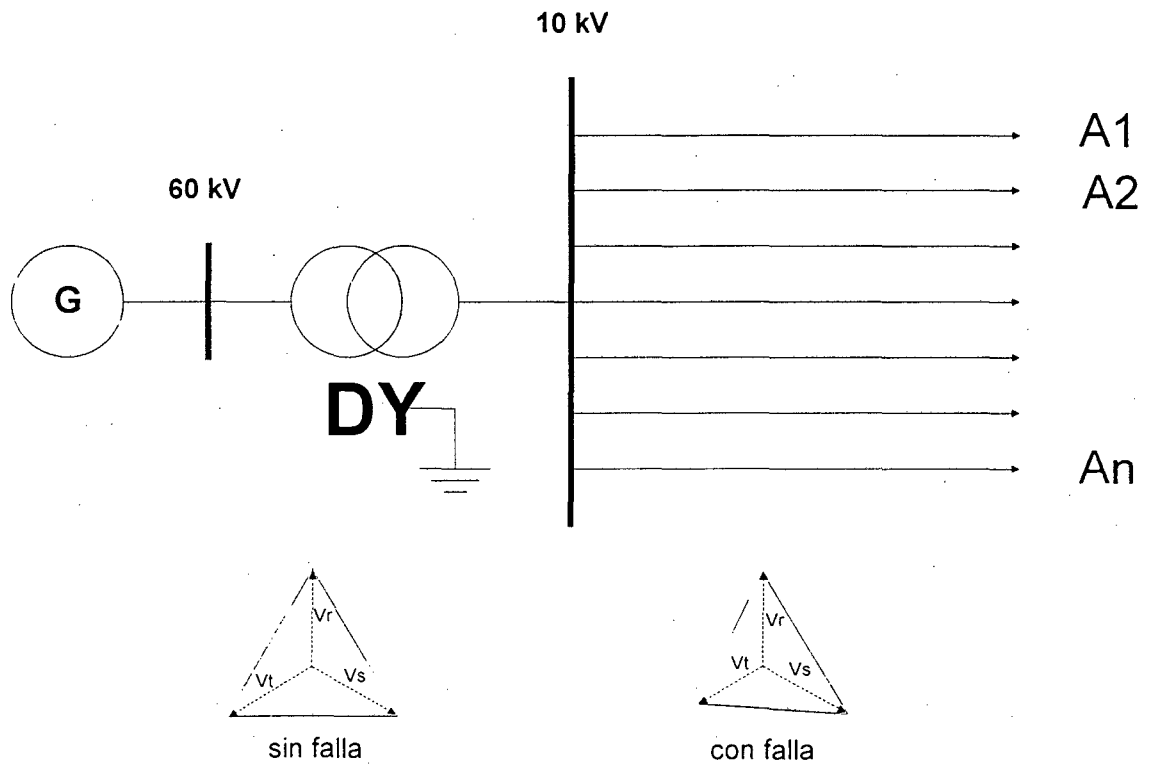 10 kV
A1
60 kV
A2
G
DY
An
Vr
Vt
Vs
sin falla
Vr
Vt
Vs
con falla